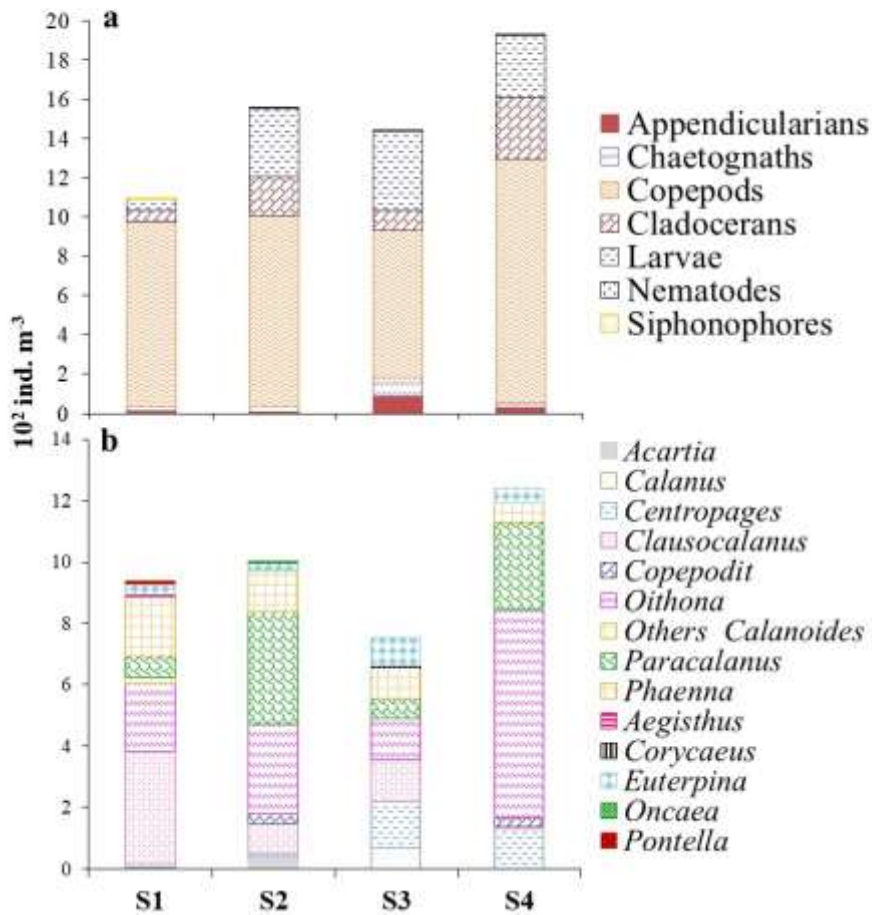 a
20
18
16
14
12
10
8
6
4
2
0
Appendicularians
Chaetognaths
Copepods
Cladocerans
Larvae
Nematodes
Siphonophores
10² ind. m⁻³
b
14
12
10
8
6
4
2
0
Acartia
Calanus
Centropages
Clausocalanus
Copepodit
Oithona
Others Calanoides
Paracalanus
Phaenna
Aegisthus
Corycaeus
Euterpina
Oncaea
Pontella
S1 S2 S3 S4